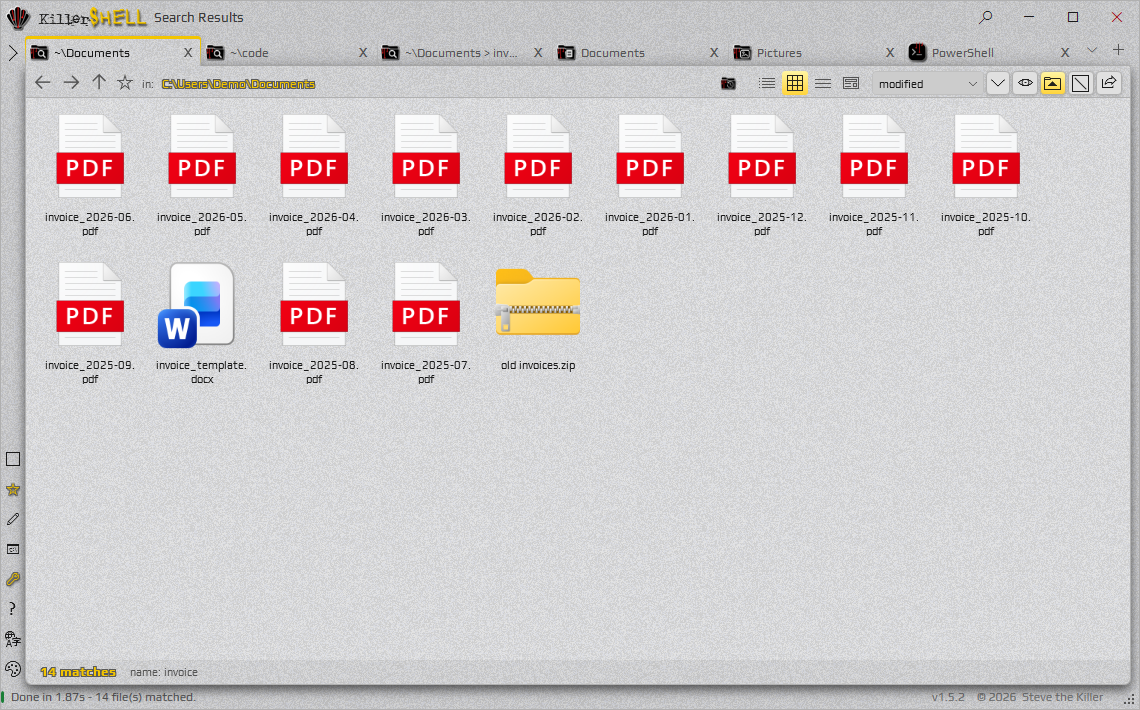 Killer$HELL Search Results
~\Documents X ~\code X ~\Documents > inv... X Documents X Pictures X PowerShell X
in: C:\Users\Demo\Documents modified
PDF PDF PDF PDF PDF PDF PDF PDF PDF
invoice_2026-06.pdf
invoice_2026-05.pdf
invoice_2026-04.pdf
invoice_2026-03.pdf
invoice_2026-02.pdf
invoice_2026-01.pdf
invoice_2025-12.pdf
invoice_2025-11.pdf
invoice_2025-10.pdf
PDF W PDF PDF
invoice_2025-09.pdf
invoice_template.docx
invoice_2025-08.pdf
invoice_2025-07.pdf
old invoices.zip
?
A字
14 matches name: invoice
Done in 1.87s - 14 file(s) matched. v1.5.2 © 2026 Steve the Killer